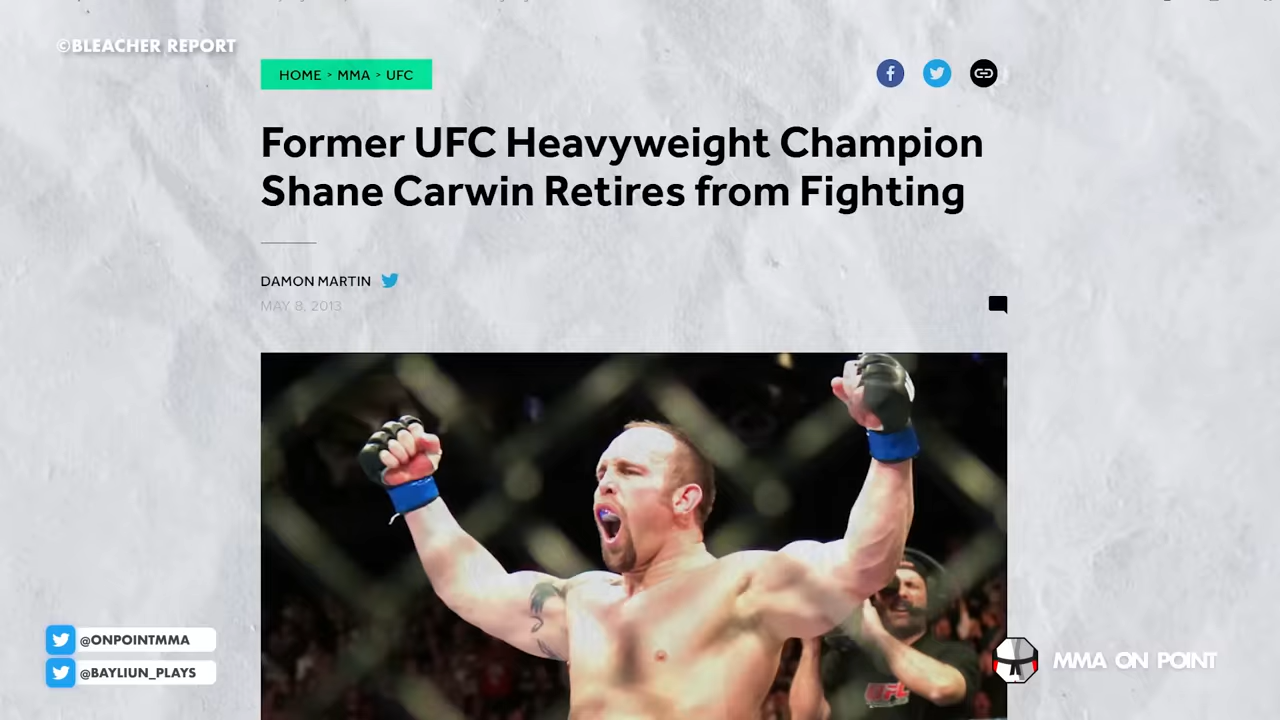 ©BLEACHER REPORT
HOME > MMA > UFC
Former UFC Heavyweight Champion
Shane Carwin Retires from Fighting
DAMON MARTIN
MAY 8, 2013
UFC
@ONPOINTMMA
@BAYLIUN_PLAYS
MMA ON POINT